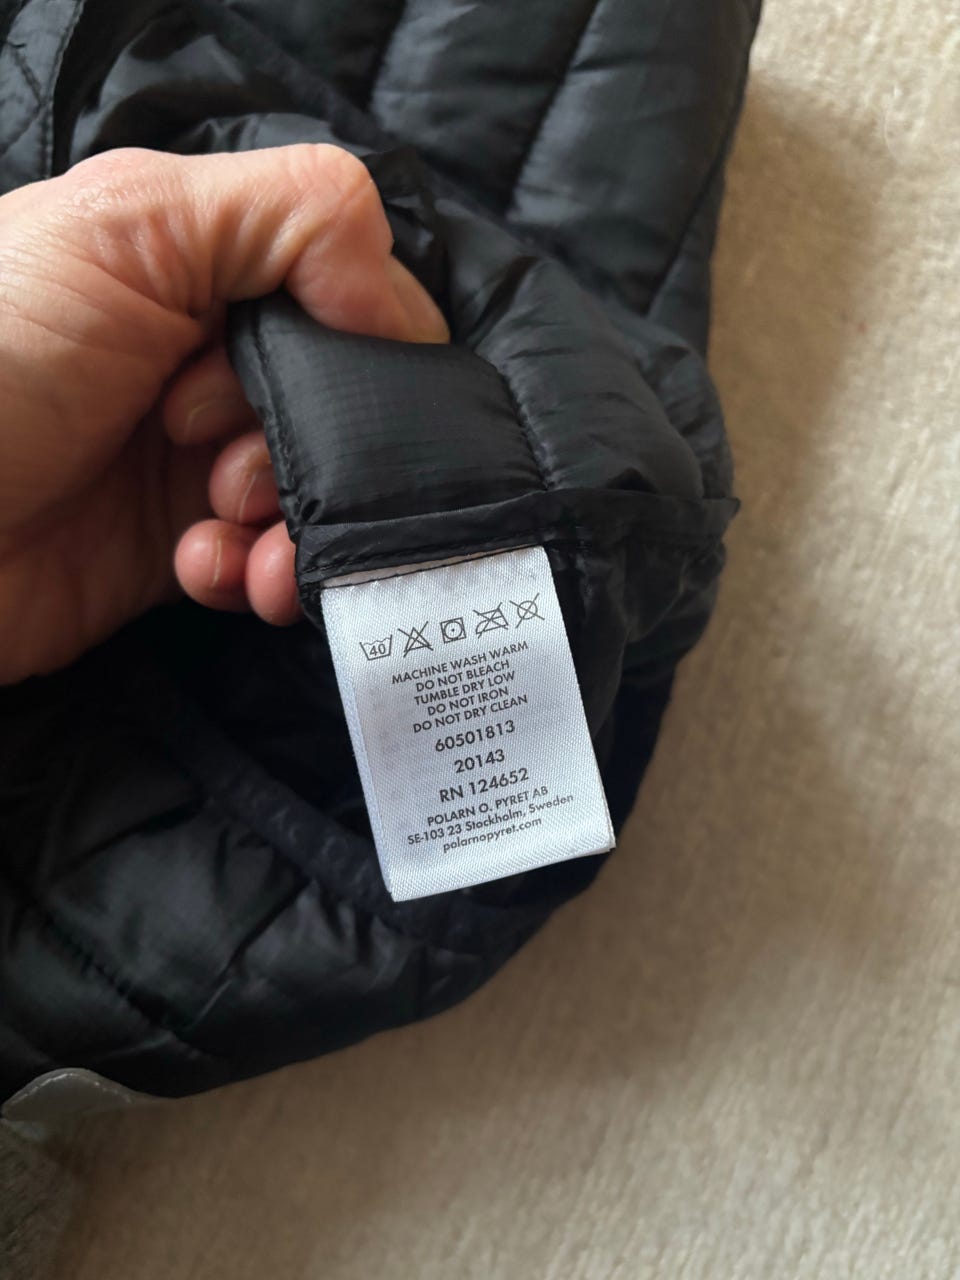 40
MACHINE WASH WARM
DO NOT BLEACH
TUMBLE DRY LOW
DO NOT IRON
DO NOT DRY CLEAN
60501813
20143
RN 124652
POLARN O. PYRET AB
SE-103 23 Stockholm, Sweden
polarnopyret.com